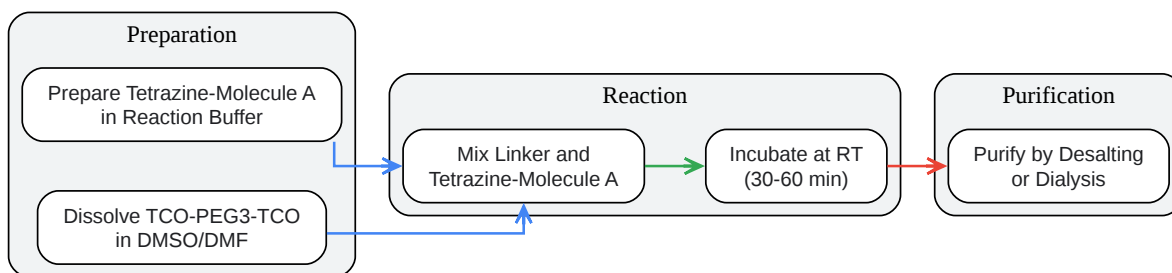 Preparation
Prepare Tetrazine-Molecule A
in Reaction Buffer
Dissolve TCO-PEG3-TCO
in DMSO/DMF
Reaction
Mix Linker and
Tetrazine-Molecule A
Incubate at RT
(30-60 min)
Purification
Purify by Desalting
or Dialysis